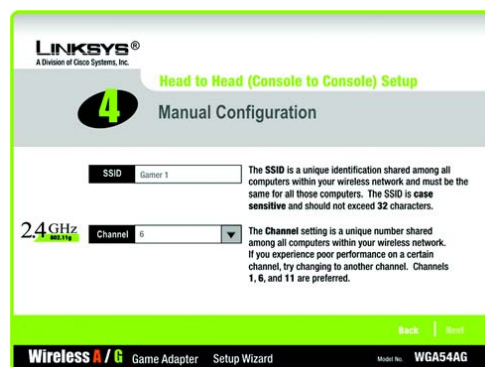 LINKSYS®
A Division of Cisco Systems, Inc.
Head to Head (Console to Console) Setup
4
Manual Configuration
SSID
Gamer 1
The SSID is a unique identification shared among all
computers within your wireless network and must be the
same for all those computers. The SSID is case
sensitive and should not exceed 32 characters.
2.4 GHz
802.11g
Channel
6
The Channel setting is a unique number shared
among all computers within your wireless network.
If you experience poor performance on a certain
channel, try changing to another channel. Channels
1, 6, and 11 are preferred.
Back
Next
Wireless A / G Game Adapter Setup Wizard
Model No. WGA54AG